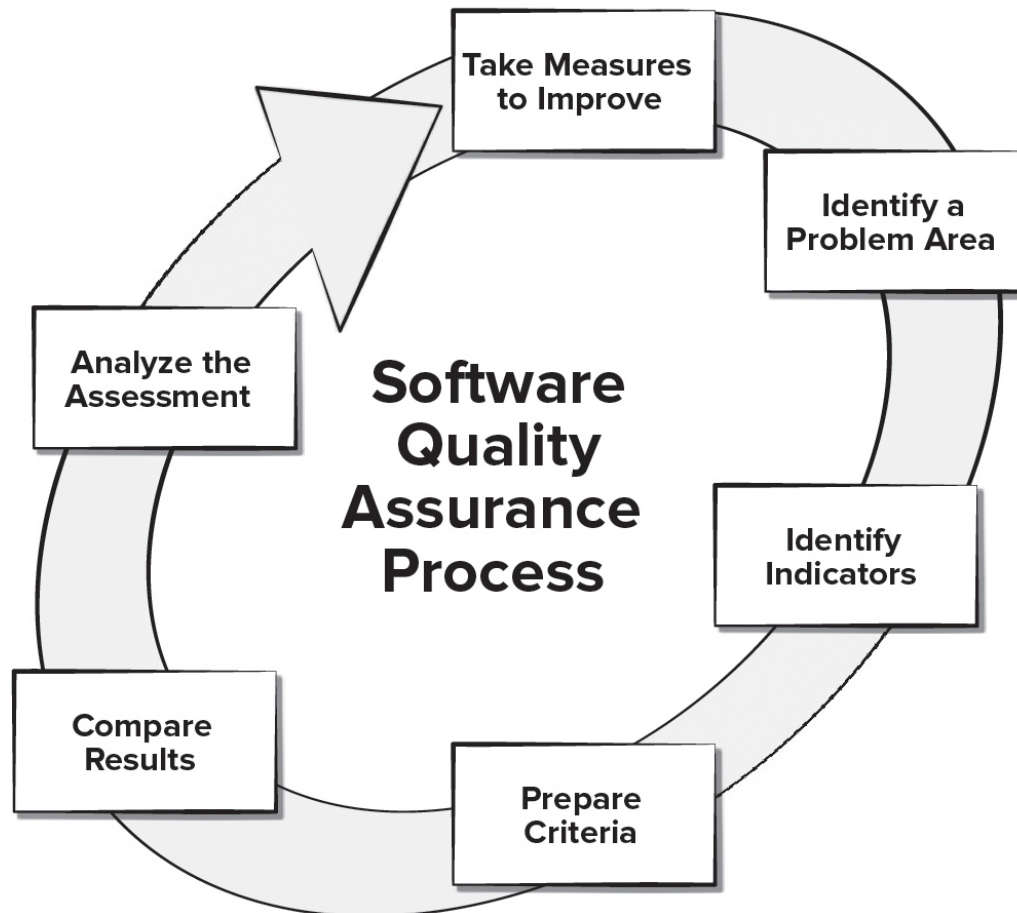 Take Measures
to Improve
Identify a
Problem Area
Identify
Indicators
Prepare
Criteria
Compare
Results
Analyze the
Assessment
Software
Quality
Assurance
Process